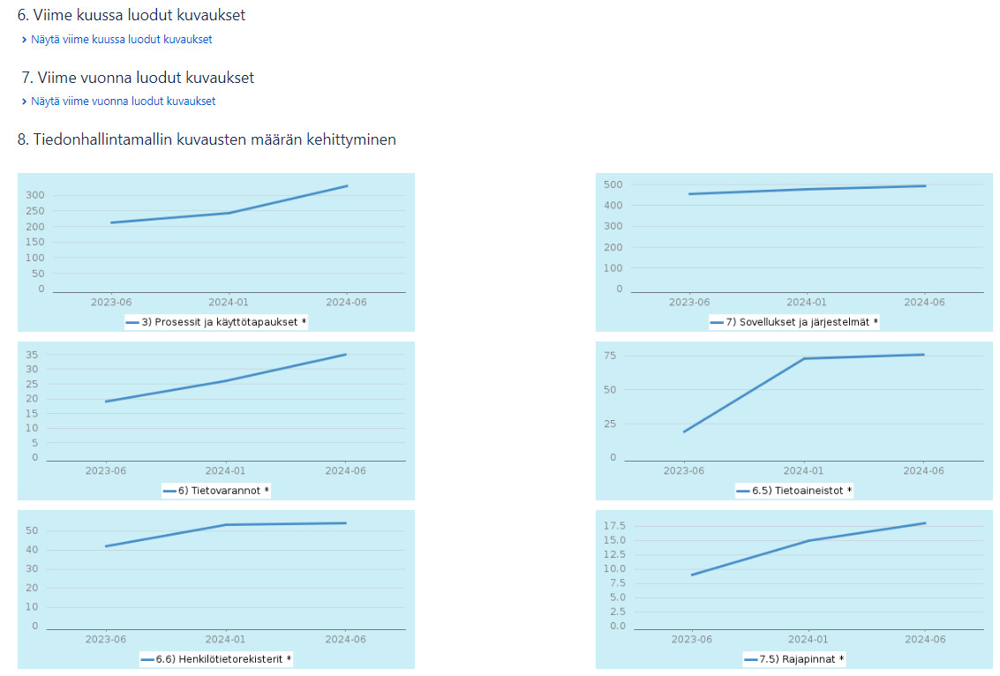 6. Viime kuussa luodut kuvaukset
› Näytä viime kuussa luodut kuvaukset
7. Viime vuonna luodut kuvaukset
› Näytä viime vuonna luodut kuvaukset
8. Tiedonhallintamallin kuvausten määrän kehittyminen
300
250
200
150
100
50
0
2023-06 2024-01 2024-06
3) Prosessit ja käyttötapaukset *
500
400
300
200
100
0
2023-06 2024-01 2024-06
7) Sovellukset ja järjestelmät *
35
30
25
20
15
10
5
0
2023-06 2024-01 2024-06
6) Tietovarannot *
75
50
25
0
2023-06 2024-01 2024-06
6.5) Tietoaineistot *
50
40
30
20
10
0
2023-06 2024-01 2024-06
6.6) Henkilötietorekisterit *
17.5
15.0
12.5
10.0
7.5
5.0
2.5
0.0
2023-06 2024-01 2024-06
7.5) Rajapinnat *